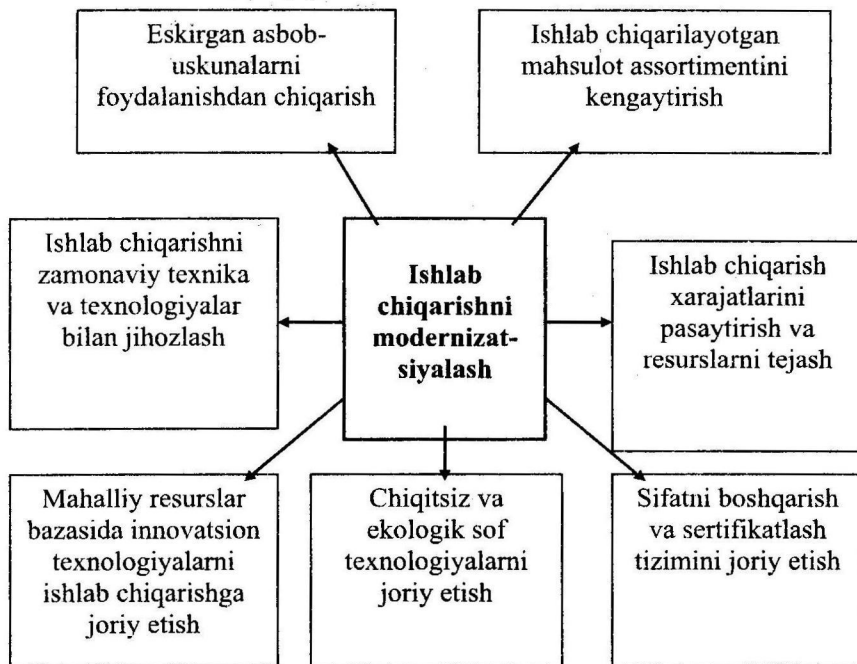 Eskirgan asbob-
uskunalarni
foydalanishdan chiqarish
Ishlab chiqarilayotgan
mahsulot assortimentini
kengaytirish
Ishlab chiqarishni
zamonaviy texnika
va texnologiyalar
bilan jihozlash
Ishlab
chiqarishni
modernizat-
siyalash
Ishlab chiqarish
xarajatlarini
pasaytirish va
resurslarni tejash
Mahalliy resurslar
bazasida innovatsion
texnologiyalarni
ishlab chiqarishga
joriy etish
Chiqitsiz va
ekologik sof
texnologiyalarni
joriy etish
Sifatni boshqarish
va sertifikatlash
tizimini joriy etish